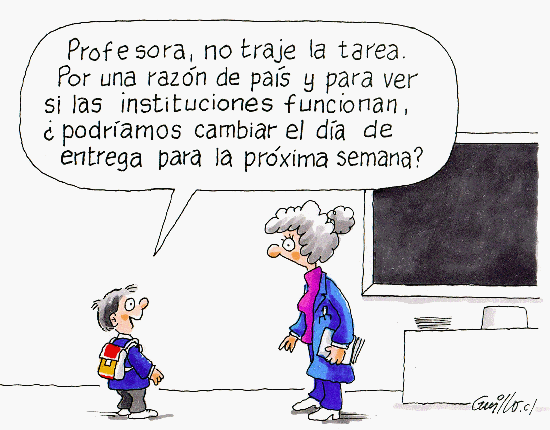 Profesora, no traje la tarea.
Por una razón de país y para ver
si las instituciones funcionan,
¿podríamos cambiar el día de
entrega para la próxima semana?
Guillo.cl